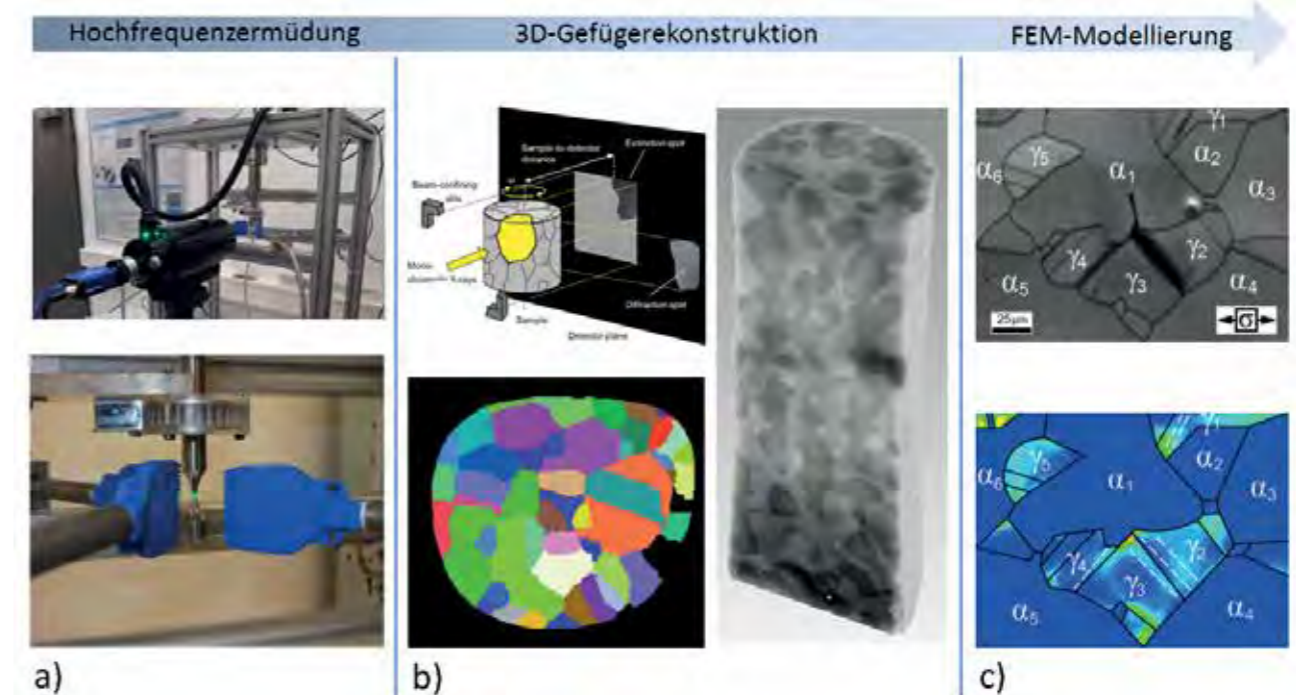 Hochfrequenzermüdung
3D-Gefügerekonstruktion
FEM-Modellierung
Sample-to-detector
distance
Extinction spot
Beam-confining
slits
X-rays
Sample
Diffraction spot
Detector plane
γ1
α2
γ5
α6
α1
α3
γ2
γ4
γ3
α5
α4
25µm
σ
γ1
α2
γ5
α6
α1
α3
γ2
γ4
γ3
α5
α4
a)
b)
c)